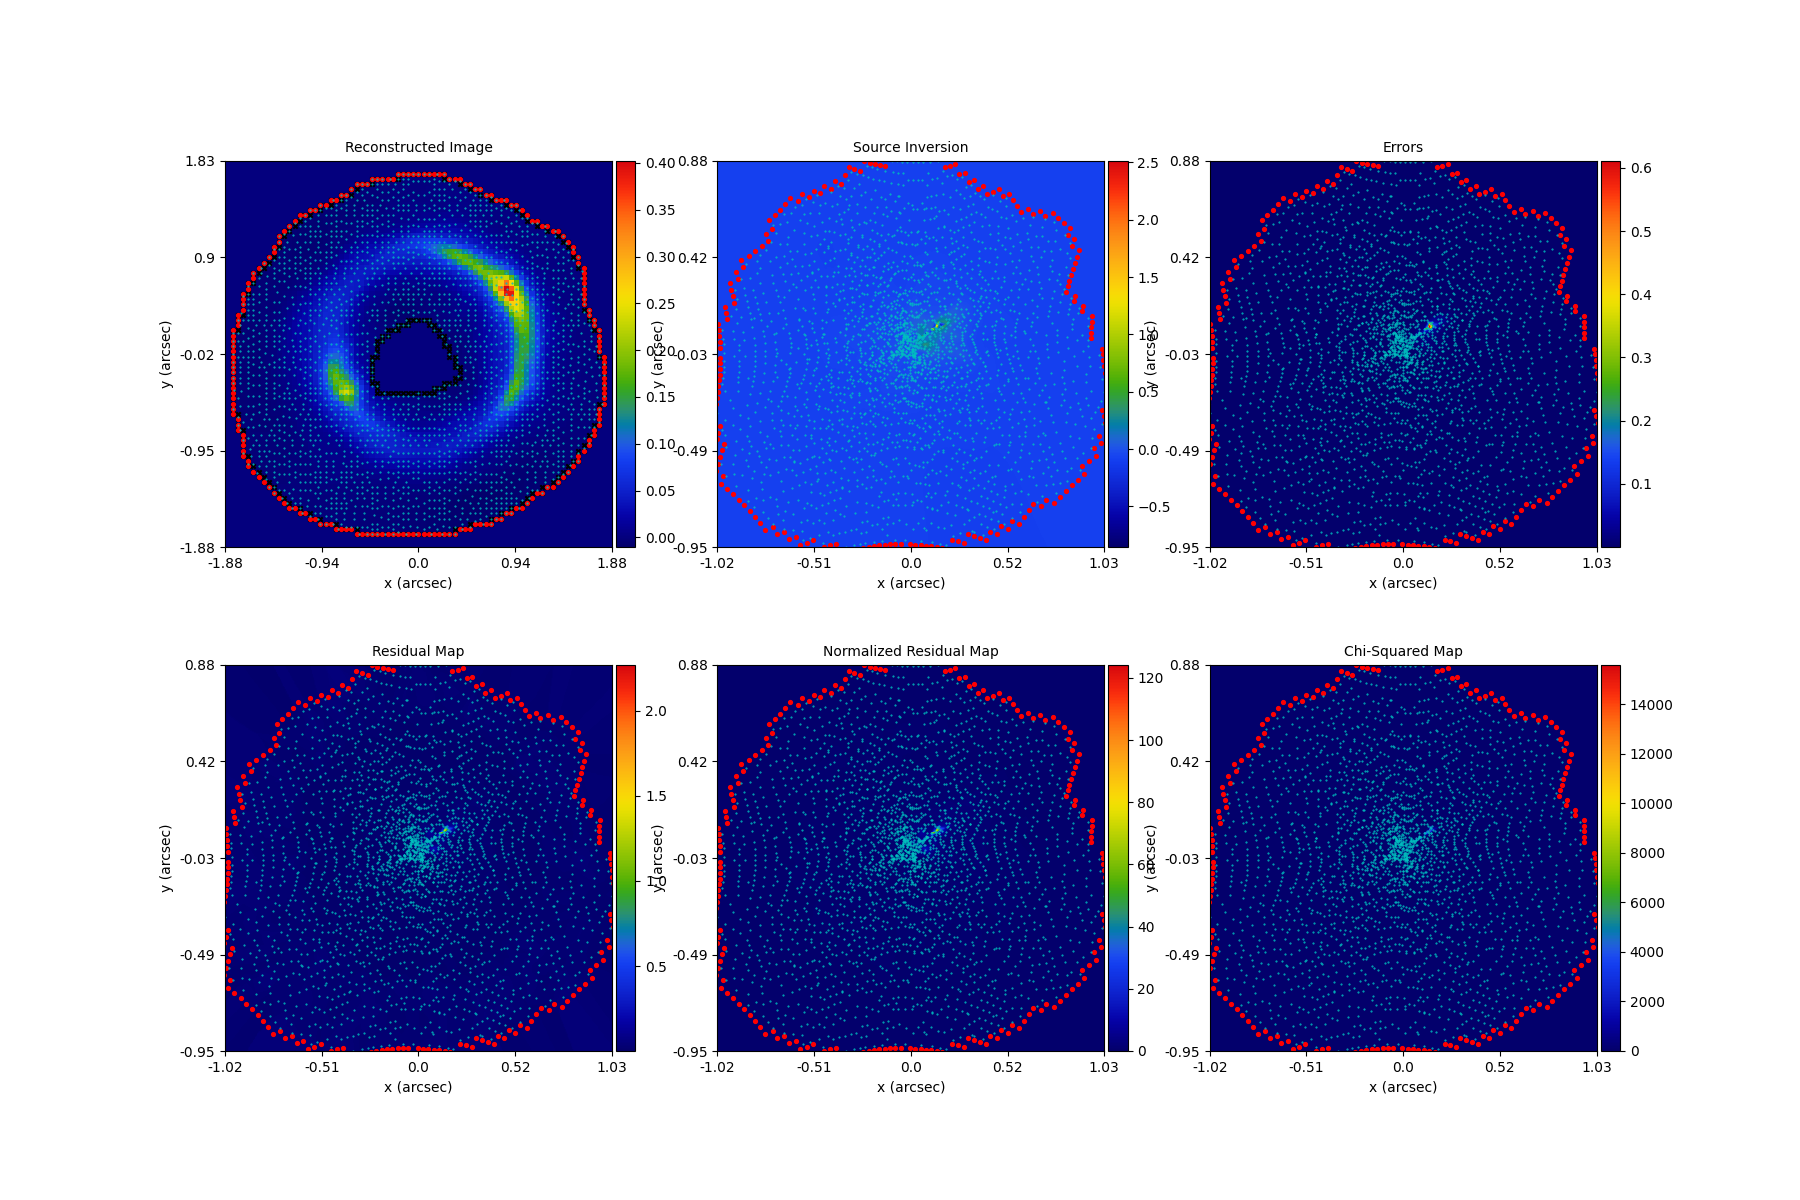 Reconstructed Image
1.83
0.9
-0.02
-0.95
-1.88
y (arcsec)
-1.88 -0.94 0.0 0.94 1.88
x (arcsec)
0.40
0.35
0.30
0.25
0.20
0.15
0.10
0.05
0.00
Source Inversion
0.88
0.42
-0.03
-0.49
-0.95
y (arcsec)
-1.02 -0.51 0.0 0.52 1.03
x (arcsec)
2.5
2.0
1.5
1.0
0.5
0.0
−0.5
Errors
0.88
0.42
-0.03
-0.49
-0.95
y (arcsec)
-1.02 -0.51 0.0 0.52 1.03
x (arcsec)
0.6
0.5
0.4
0.3
0.2
0.1
Residual Map
0.88
0.42
-0.03
-0.49
-0.95
y (arcsec)
-1.02 -0.51 0.0 0.52 1.03
x (arcsec)
2.0
1.5
1.0
0.5
Normalized Residual Map
0.88
0.42
-0.03
-0.49
-0.95
y (arcsec)
-1.02 -0.51 0.0 0.52 1.03
x (arcsec)
120
100
80
60
40
20
0
Chi-Squared Map
0.88
0.42
-0.03
-0.49
-0.95
y (arcsec)
-1.02 -0.51 0.0 0.52 1.03
x (arcsec)
14000
12000
10000
8000
6000
4000
2000
0